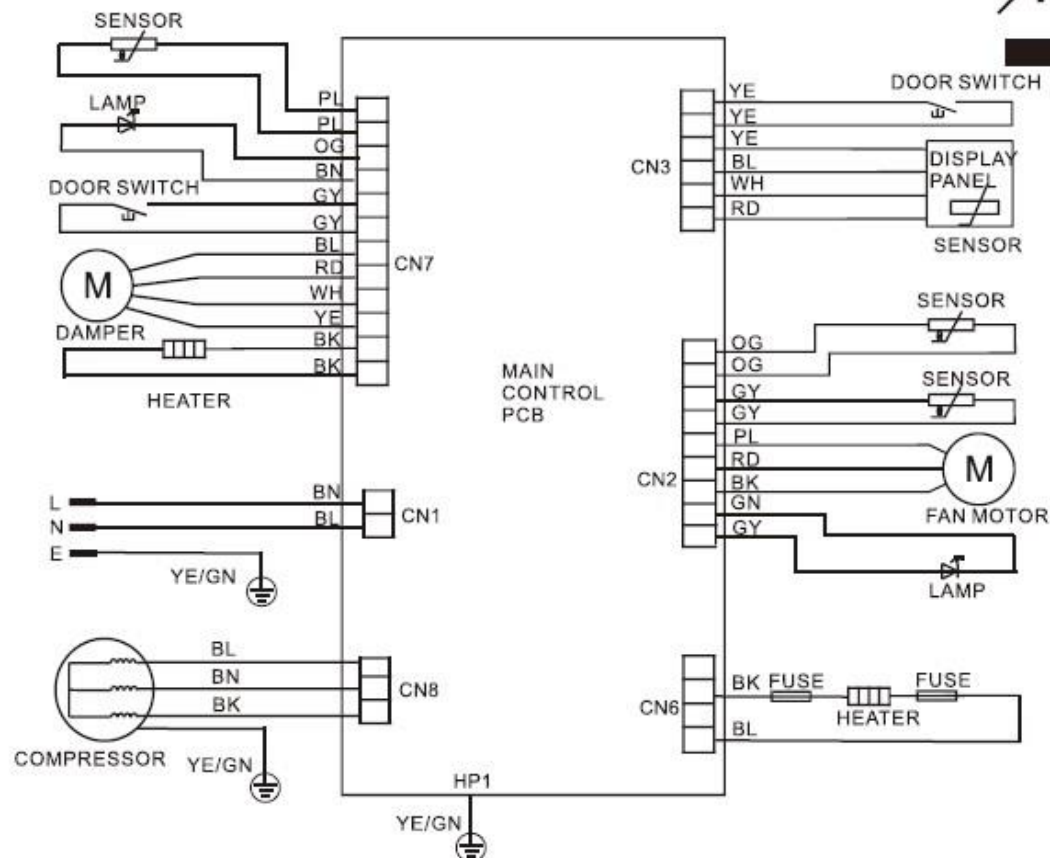 SENSOR
LAMP
DOOR SWITCH
M
DAMPER
HEATER
PL
PL
OG
BN
GY
GY
BL
RD
WH
YE
BK
BK
CN7
L
N
E
BN
BL
CN1
YE/GN
COMPRESSOR
BL
BN
BK
CN8
YE/GN
MAIN
CONTROL
PCB
HP1
YE/GN
DOOR SWITCH
YE
YE
YE
BL
WH
RD
CN3
DISPLAY
PANEL
SENSOR
SENSOR
OG
OG
SENSOR
GY
GY
PL
RD
BK
GN
GY
CN2
M
FAN MOTOR
LAMP
BK
FUSE
FUSE
HEATER
CN6
BL